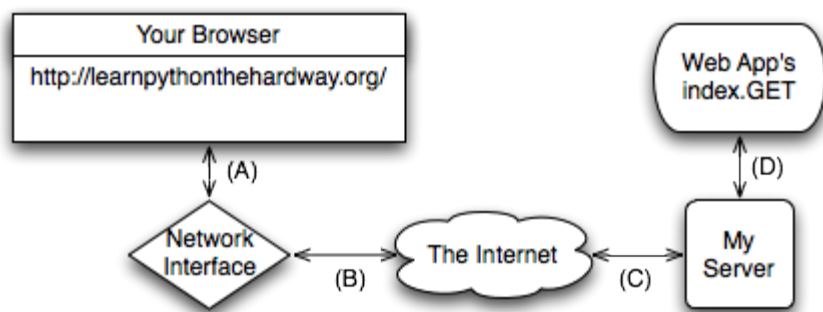 Your Browser
http://learnpythonthehardway.org/
Web App's
index.GET
(A)
(D)
Network
Interface
(B)
The Internet
(C)
My
Server